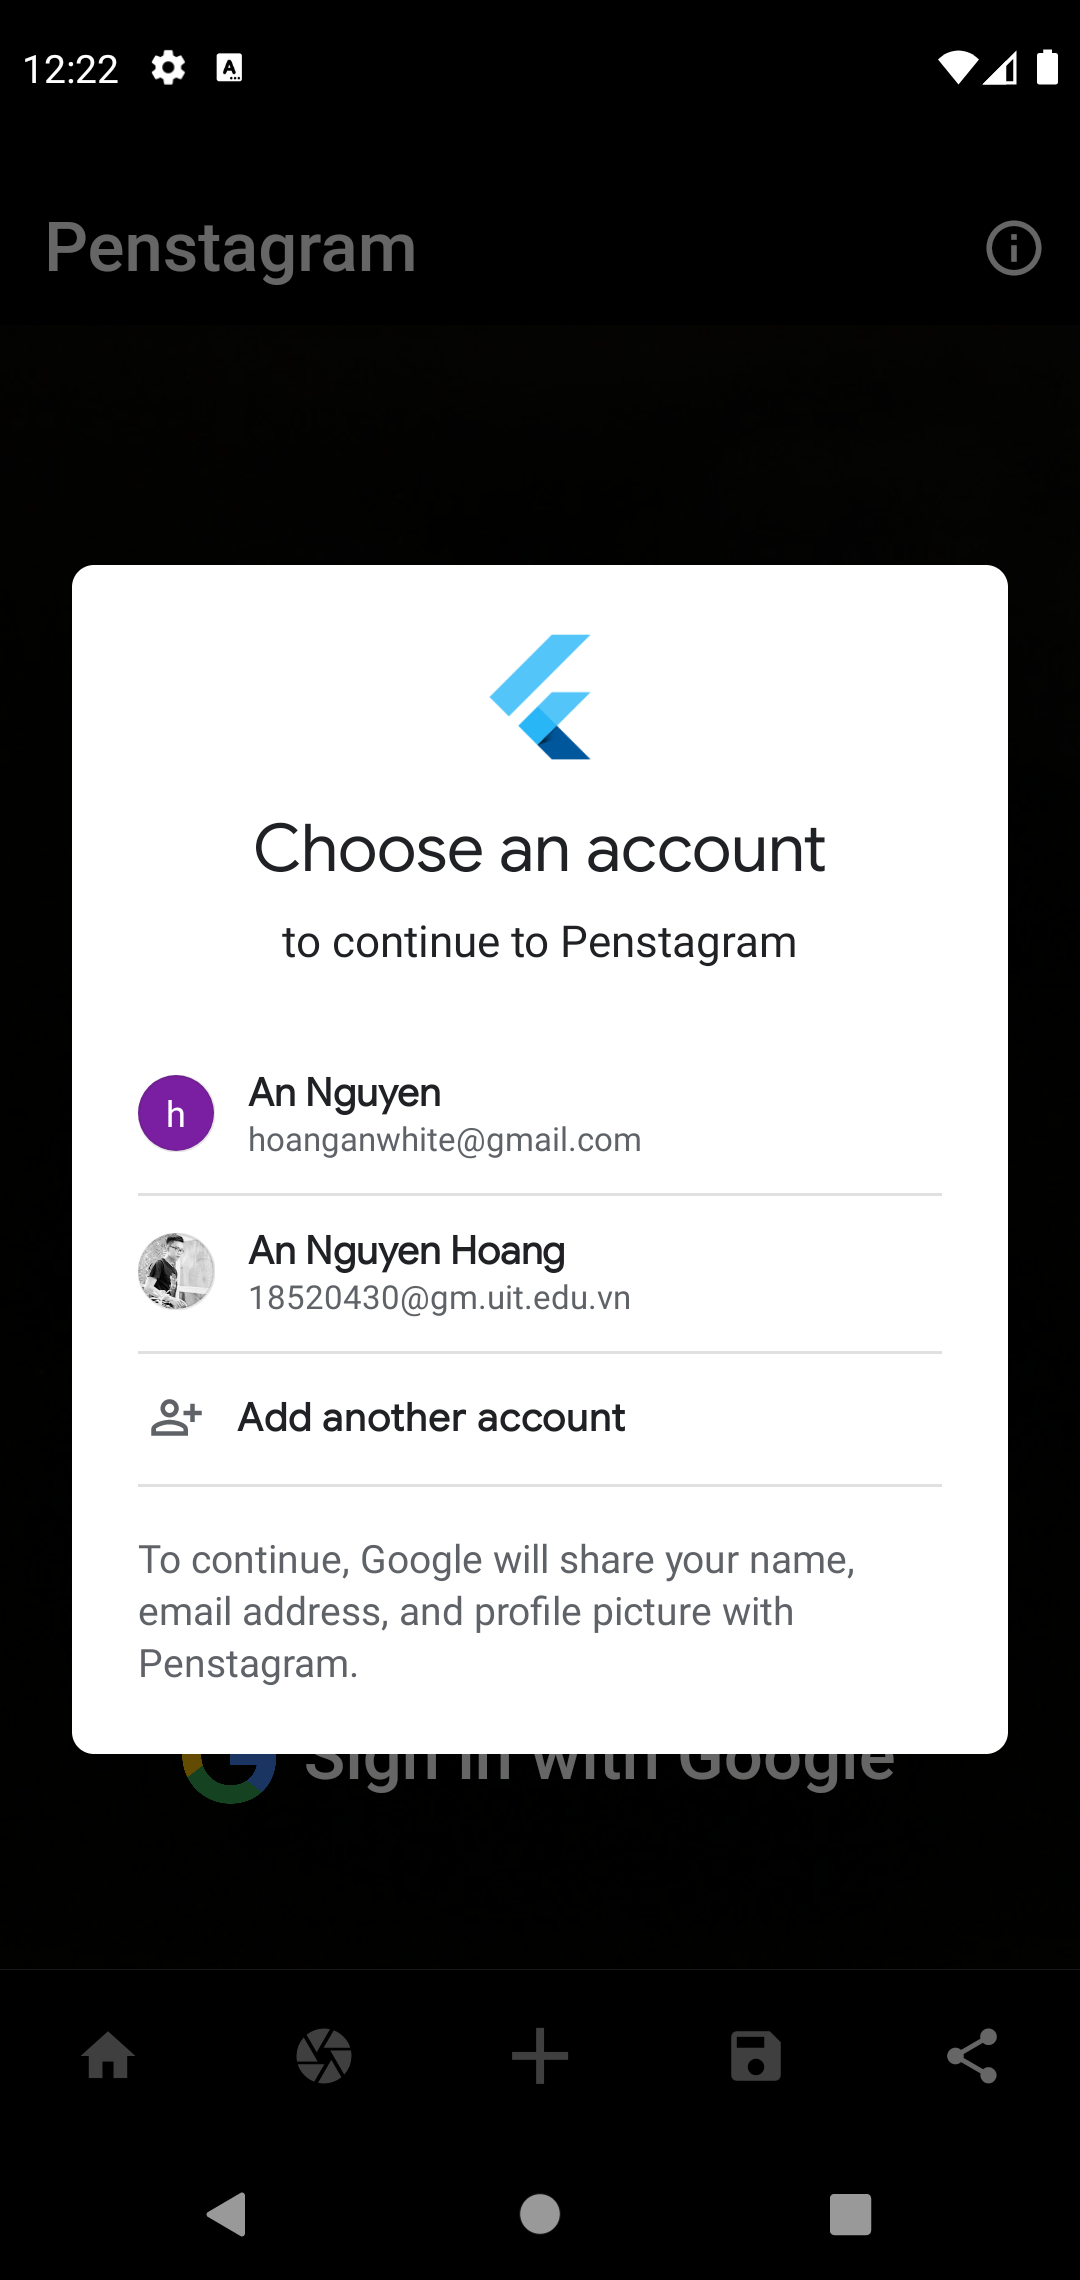 12:22
Penstagram
Choose an account
to continue to Penstagram
h
An Nguyen
hoanganwhite@gmail.com
An Nguyen Hoang
18520430@gm.uit.edu.vn
Add another account
To continue, Google will share your name,
email address, and profile picture with
Penstagram.
Sign in with Google